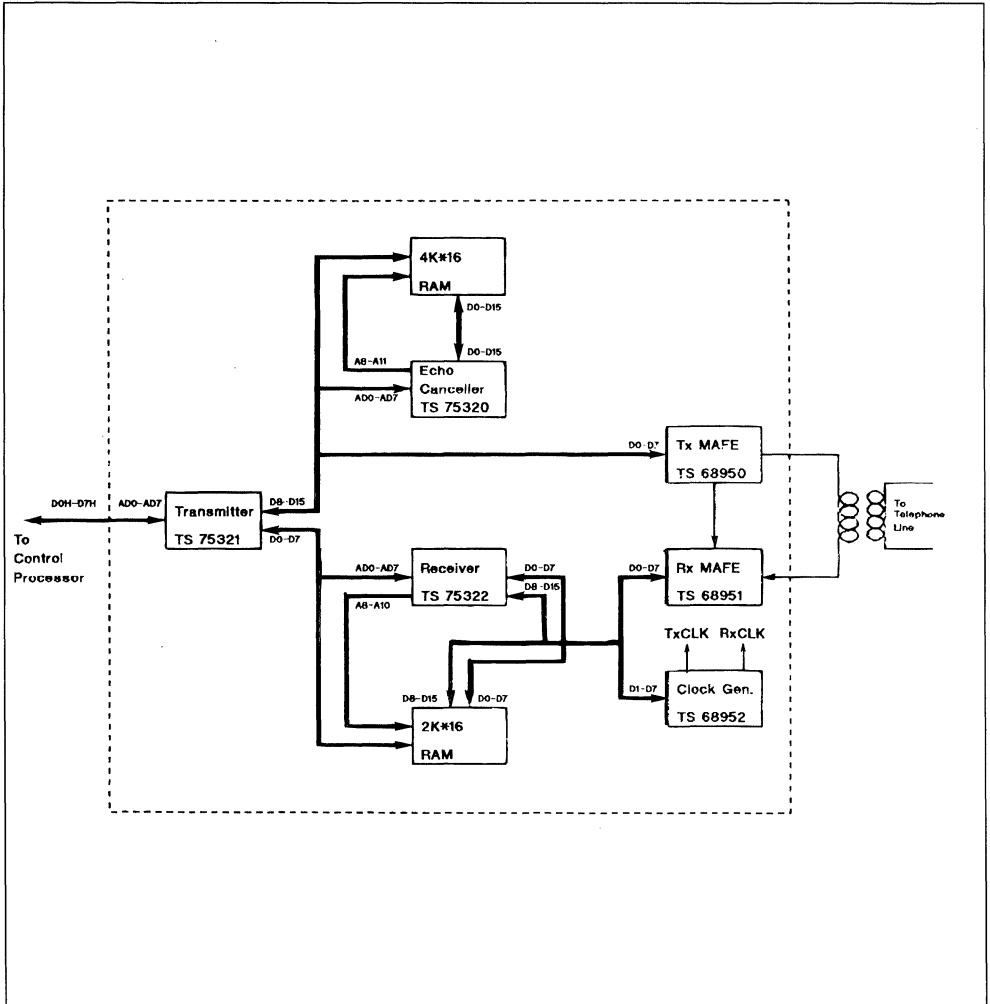 4K*16
RAM
D0-D15
D0-D15
A8-A11
Echo
Canceller
TS 75320
AD0-AD7
D0-D7
Tx MAFE
TS 68950
D0H-D7H
AD0-AD7
D8-D15
Transmitter
TS 75321
D0-D7
To
Control
Processor
To
Telephone
Line
AD0-AD7
Receiver
TS 75322
A8-A10
D0-D7
D8-D15
D0-D7
Rx MAFE
TS 68951
TxCLK RxCLK
D1-D7
Clock Gen.
TS 68952
D8-D15
D0-D7
2K*16
RAM